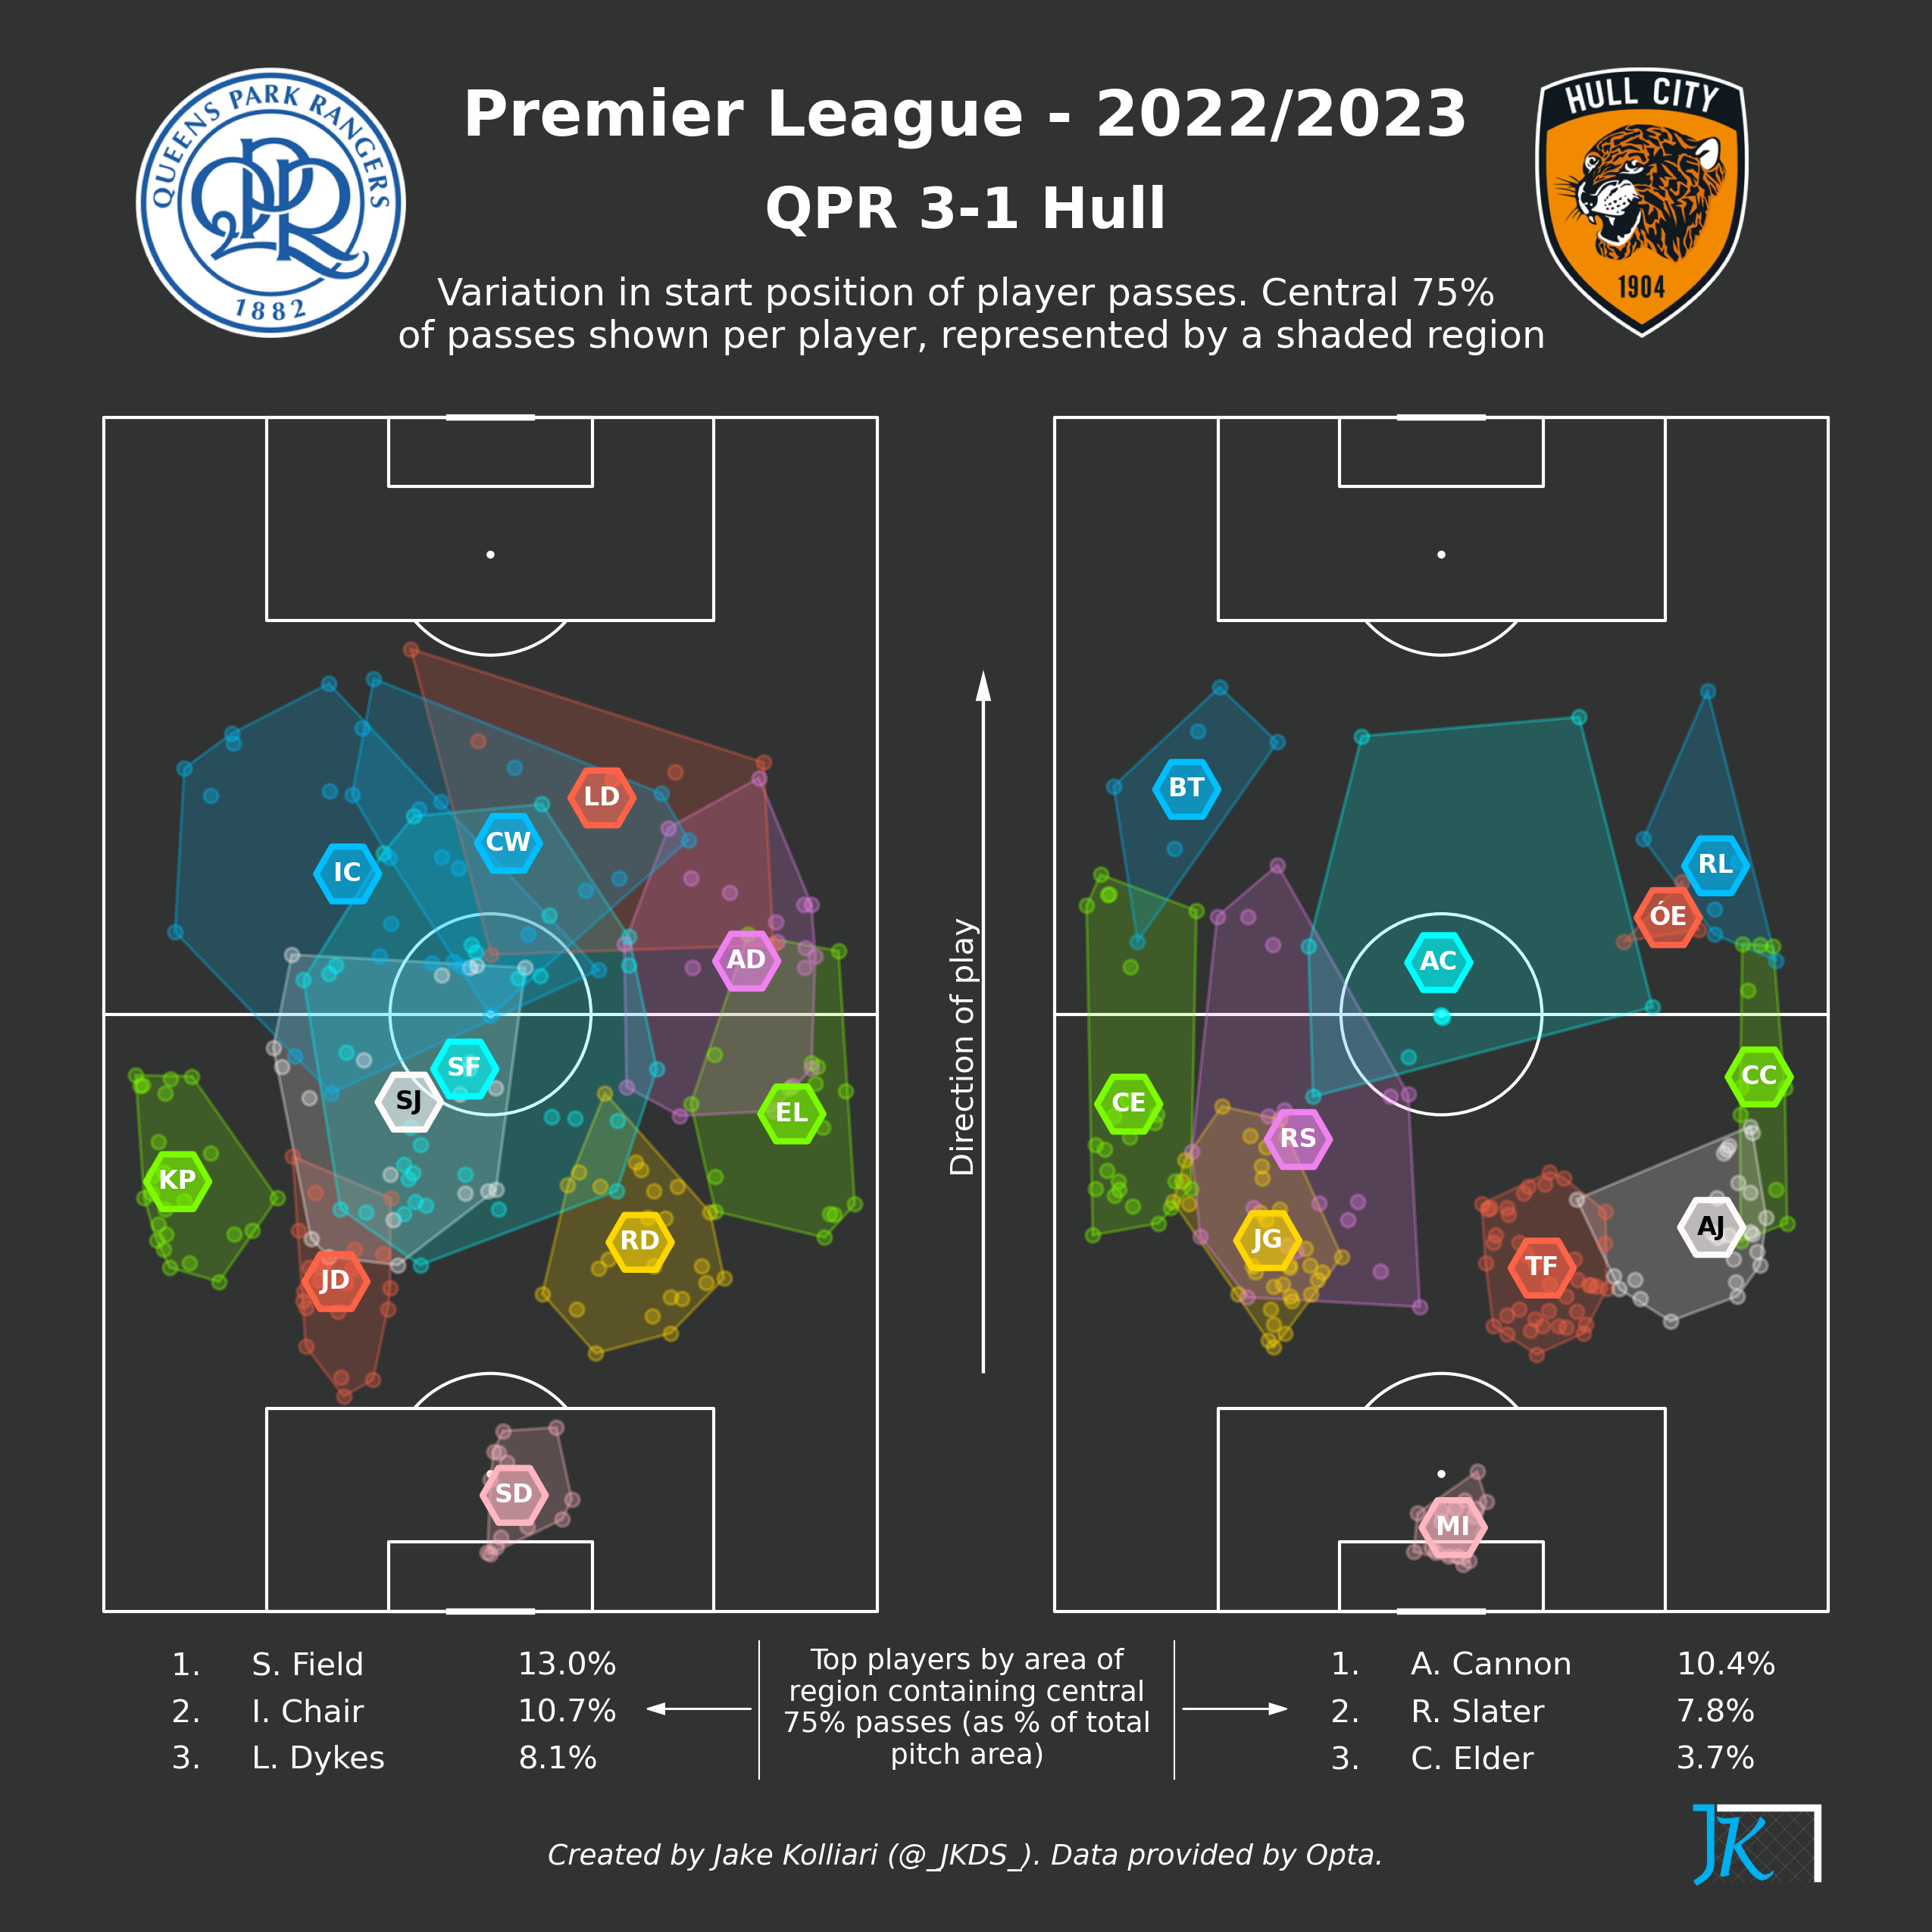 QUEENS PARK RANGERS
QPR
1882
Premier League - 2022/2023
QPR 3-1 Hull
Variation in start position of player passes. Central 75%
of passes shown per player, represented by a shaded region
HULL CITY
1904
LD
CW
IC
AD
SF
SJ
EL
KP
RD
JD
SD
Direction of play
BT
RL
ÓE
AC
CC
CE
RS
AJ
JG
TF
MI
1. S. Field 13.0%
2. I. Chair 10.7%
3. L. Dykes 8.1%
Top players by area of
region containing central
75% passes (as % of total
pitch area)
1. A. Cannon 10.4%
2. R. Slater 7.8%
3. C. Elder 3.7%
Created by Jake Kolliari (@_JKDS_). Data provided by Opta.
JK